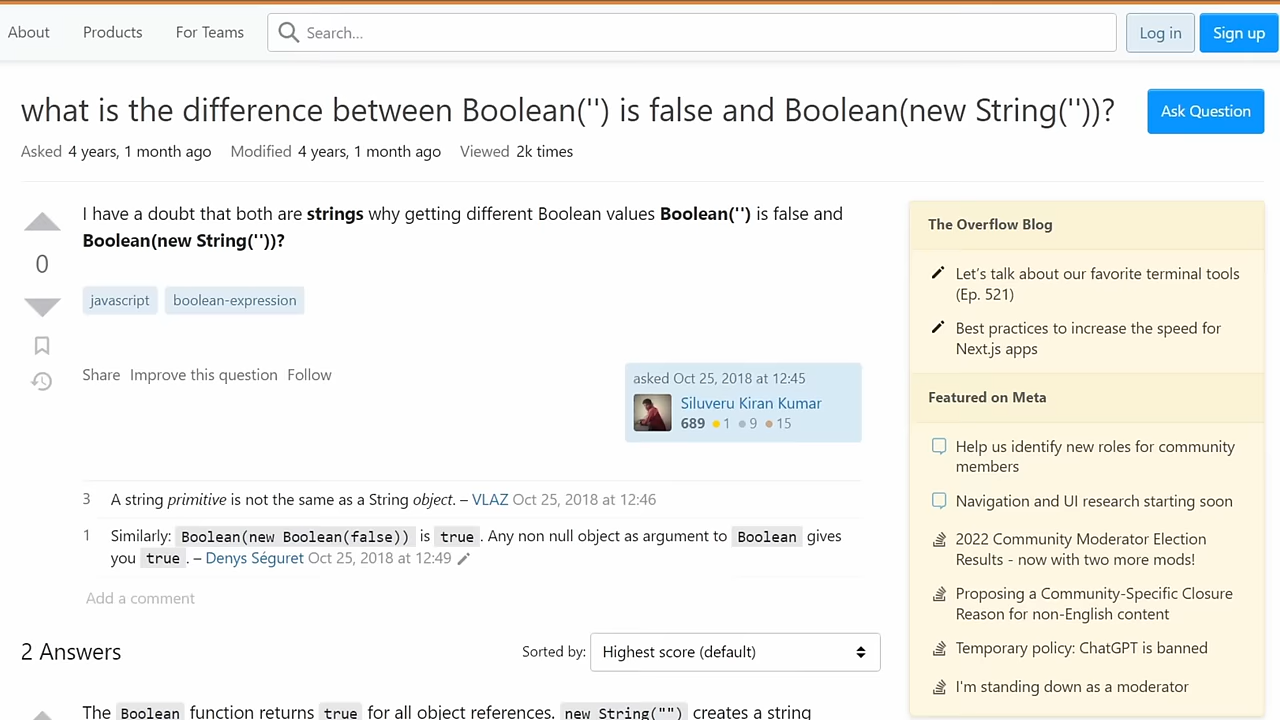 About Products For Teams Search... Log in Sign up
what is the difference between Boolean('') is false and Boolean(new String(''))?
Ask Question
Asked 4 years, 1 month ago Modified 4 years, 1 month ago Viewed 2k times
I have a doubt that both are strings why getting different Boolean values Boolean('') is false and
Boolean(new String(''))?
0
javascript boolean-expression
Share Improve this question Follow
asked Oct 25, 2018 at 12:45
Siluveru Kiran Kumar
689 1 9 15
3 A string primitive is not the same as a String object. – VLAZ Oct 25, 2018 at 12:46
1 Similarly: Boolean(new Boolean(false)) is true. Any non null object as argument to Boolean gives
you true. – Denys Séguret Oct 25, 2018 at 12:49
Add a comment
2 Answers
Sorted by: Highest score (default)
The Boolean function returns true for all object references. new String("") creates a string
The Overflow Blog
Let's talk about our favorite terminal tools
(Ep. 521)
Best practices to increase the speed for
Next.js apps
Featured on Meta
Help us identify new roles for community
members
Navigation and UI research starting soon
2022 Community Moderator Election
Results - now with two more mods!
Proposing a Community-Specific Closure
Reason for non-English content
Temporary policy: ChatGPT is banned
I'm standing down as a moderator